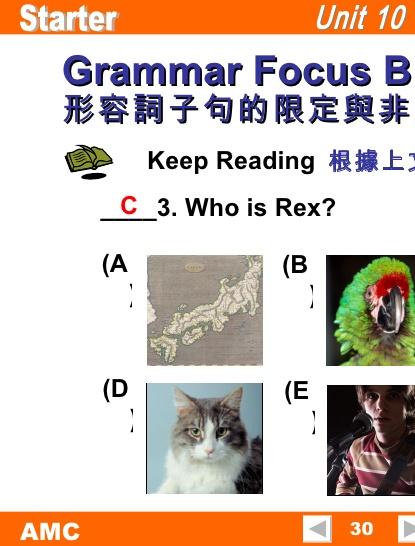 Starter Unit 10
Grammar Focus B
形容詞子句的限定與非
Keep Reading 根據上
C 3. Who is Rex?
(A) (B)
(D) (E)
AMC 30